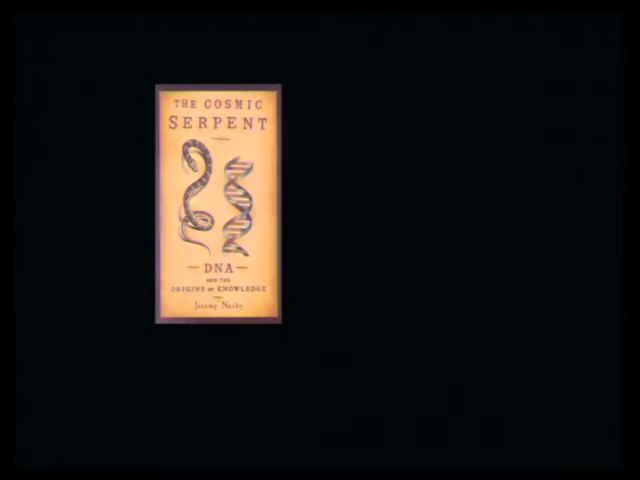 THE COSMIC
SERPENT
DNA
AND THE
ORIGINS of KNOWLEDGE
Jeremy Narby